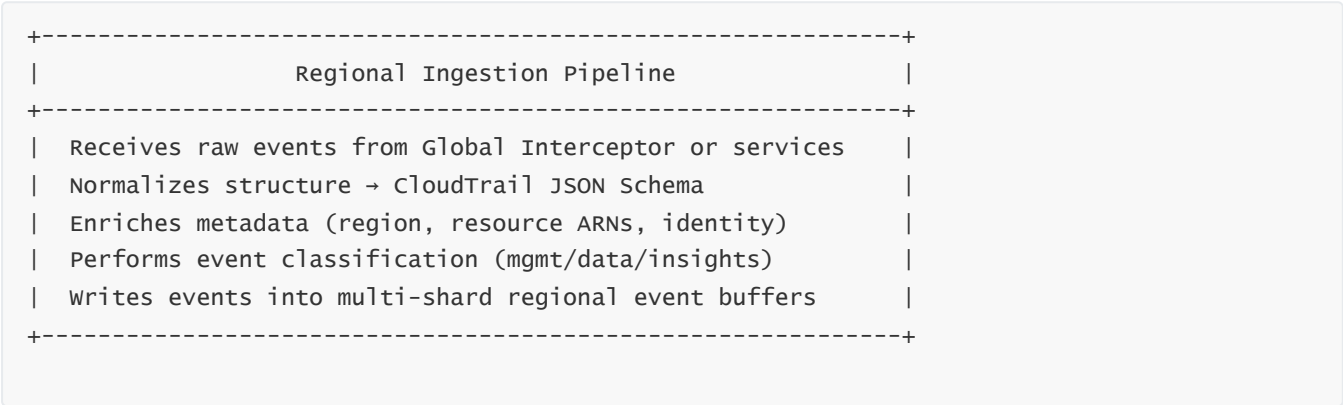 +-------------------------------------------------------------+
|                  Regional Ingestion Pipeline                |
+-------------------------------------------------------------+
|  Receives raw events from Global Interceptor or services    |
|  Normalizes structure → CloudTrail JSON Schema              |
|  Enriches metadata (region, resource ARNs, identity)        |
|  Performs event classification (mgmt/data/insights)         |
|  Writes events into multi-shard regional event buffers      |
+-------------------------------------------------------------+